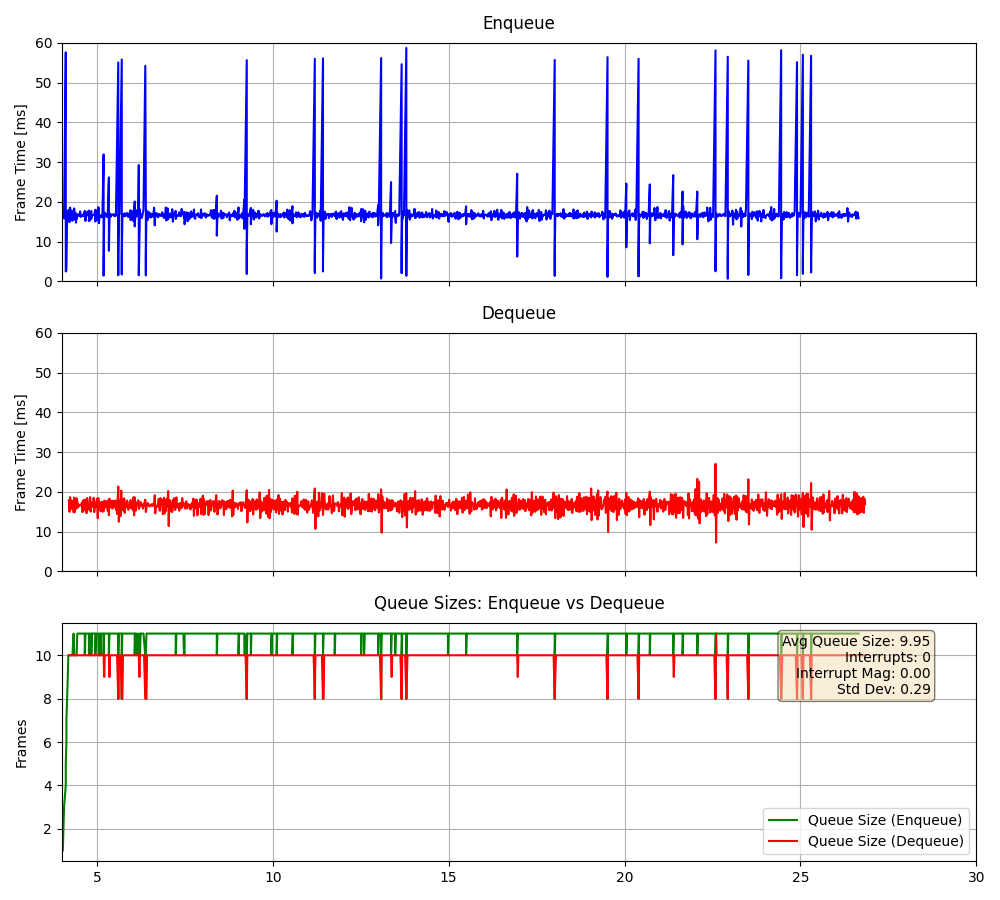 Enqueue
60
50
40
30
20
10
0
Frame Time [ms]
Dequeue
60
50
40
30
20
10
0
Frame Time [ms]
Queue Sizes: Enqueue vs Dequeue
10
8
6
4
2
Frames
Avg Queue Size: 9.95
Interrupts: 0
Interrupt Mag: 0.00
Std Dev: 0.29
Queue Size (Enqueue)
Queue Size (Dequeue)
5 10 15 20 25 30